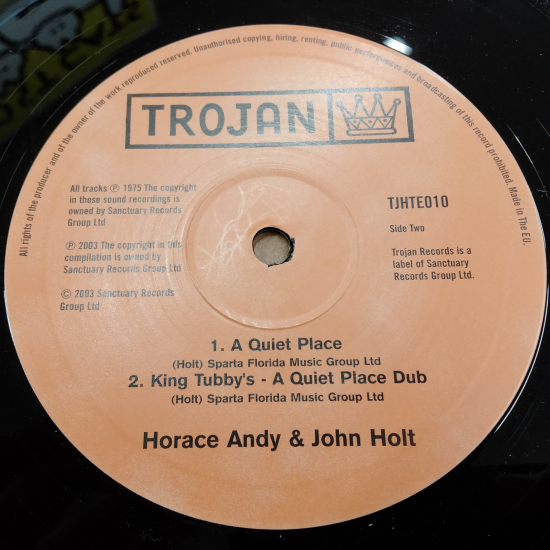 All rights of the producer and of the owner of the work reproduced reserved. Unauthorised copying, hiring, renting, public performances and broadcasting of this record prohibited. Made in The EU.
TROJAN
All tracks ℗ 1975 The copyright
in these sound recordings is
owned by Sanctuary Records
Group Ltd
℗ 2003 The copyright in this
compilation is owned by
Sanctuary Records Group Ltd
© 2003 Sanctuary Records
Group Ltd
TJHTE010
Side Two
Trojan Records is a
label of Sanctuary
Records Group Ltd.
1. A Quiet Place
(Holt) Sparta Florida Music Group Ltd
2. King Tubby's - A Quiet Place Dub
(Holt) Sparta Florida Music Group Ltd
Horace Andy & John Holt